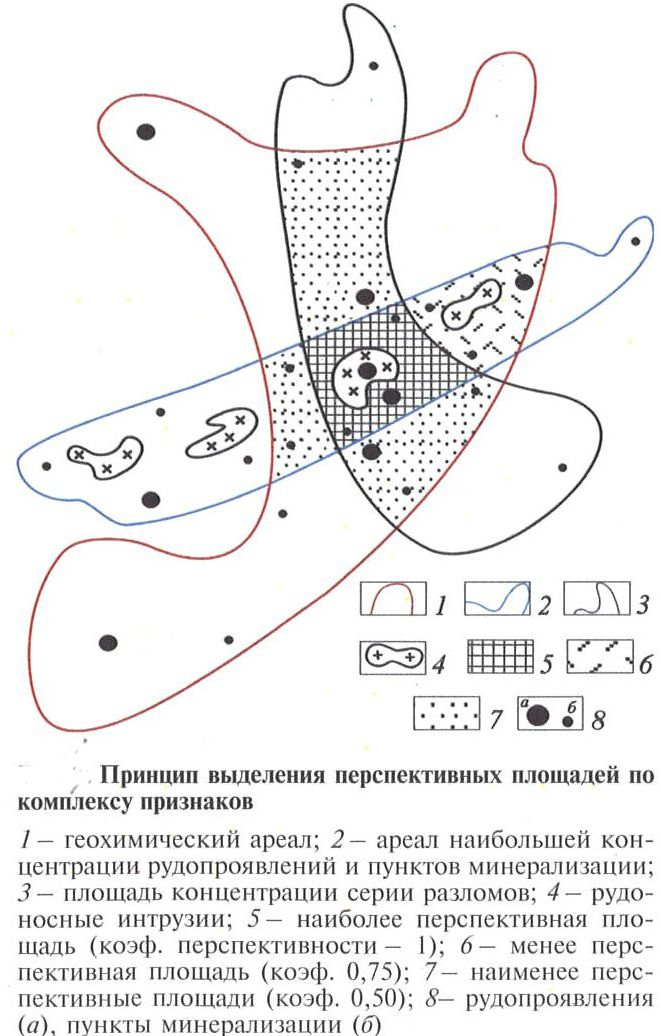 1 2 3
4 5 6
7 а б 8
Принцип выделения перспективных площадей по
комплексу признаков
1 — геохимический ареал; 2 — ареал наибольшей кон-
центрации рудопроявлений и пунктов минерализации;
3 — площадь концентрации серии разломов; 4 — рудо-
носные интрузии; 5 — наиболее перспективная пло-
щадь (коэф. перспективности — 1); 6 — менее перс-
пективная площадь (коэф. 0,75); 7 — наименее перс-
пективные площади (коэф. 0,50); 8— рудопроявления
(а), пункты минерализации (б)